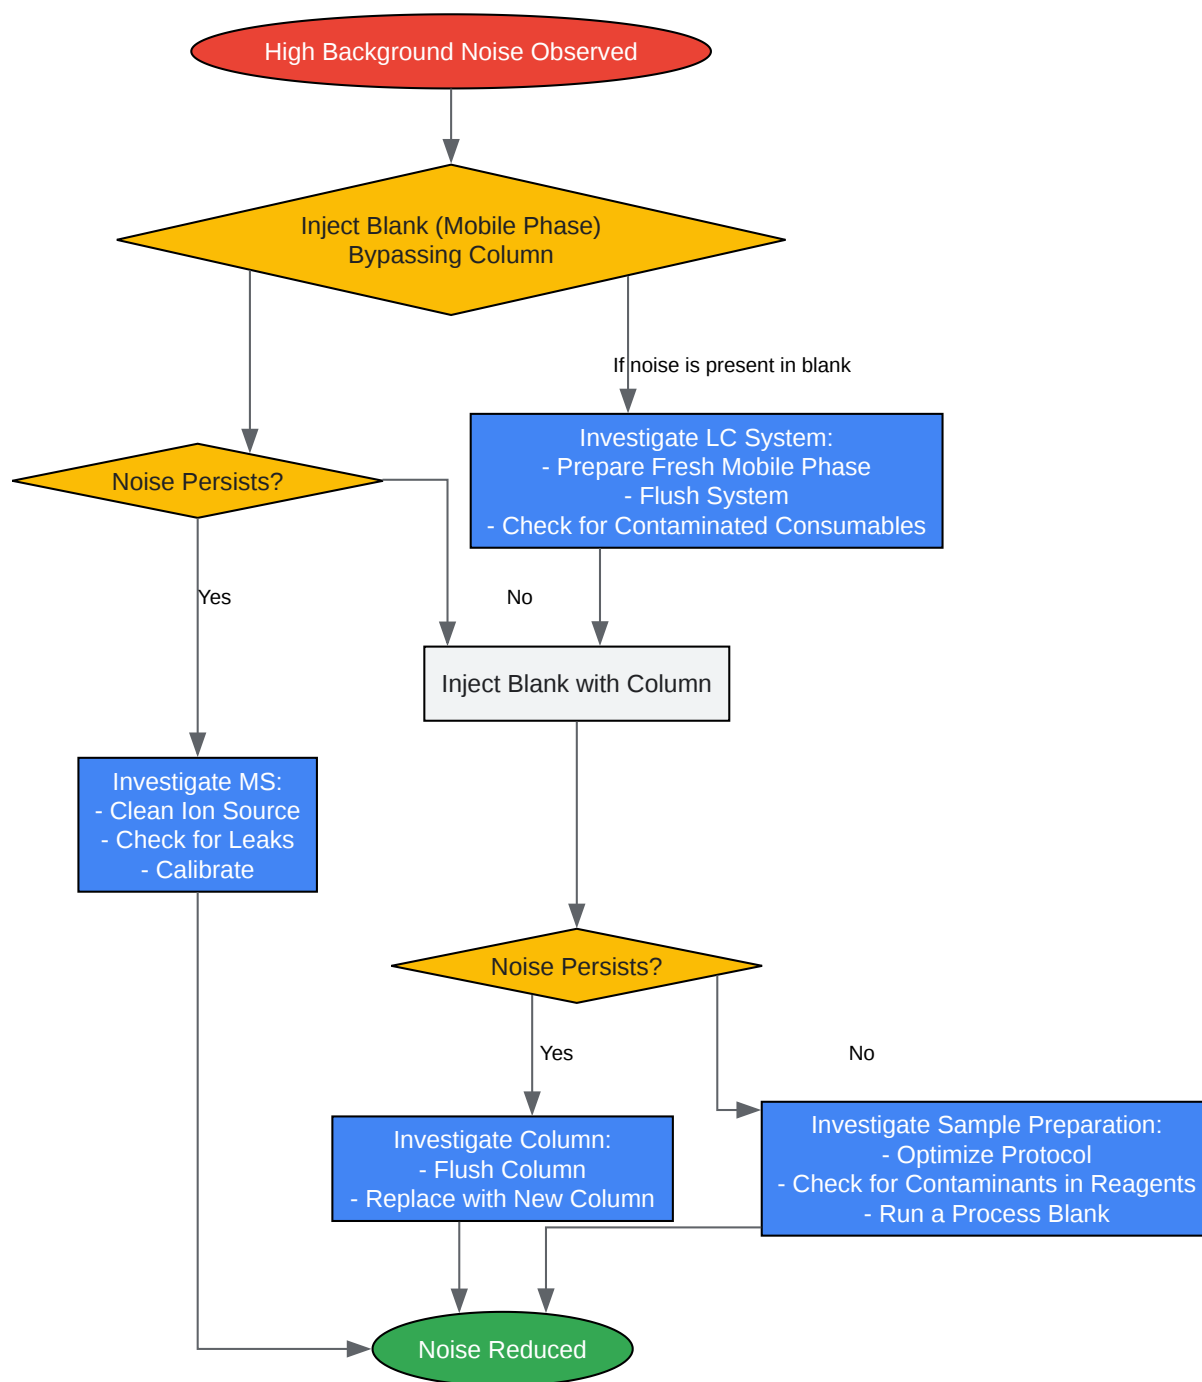 High Background Noise Observed
Inject Blank (Mobile Phase)
Bypassing Column
If noise is present in blank
Investigate LC System:
- Prepare Fresh Mobile Phase
- Flush System
- Check for Contaminated Consumables
Noise Persists?
Yes
No
Inject Blank with Column
Investigate MS:
- Clean Ion Source
- Check for Leaks
- Calibrate
Noise Persists?
Yes
No
Investigate Column:
- Flush Column
- Replace with New Column
Investigate Sample Preparation:
- Optimize Protocol
- Check for Contaminants in Reagents
- Run a Process Blank
Noise Reduced